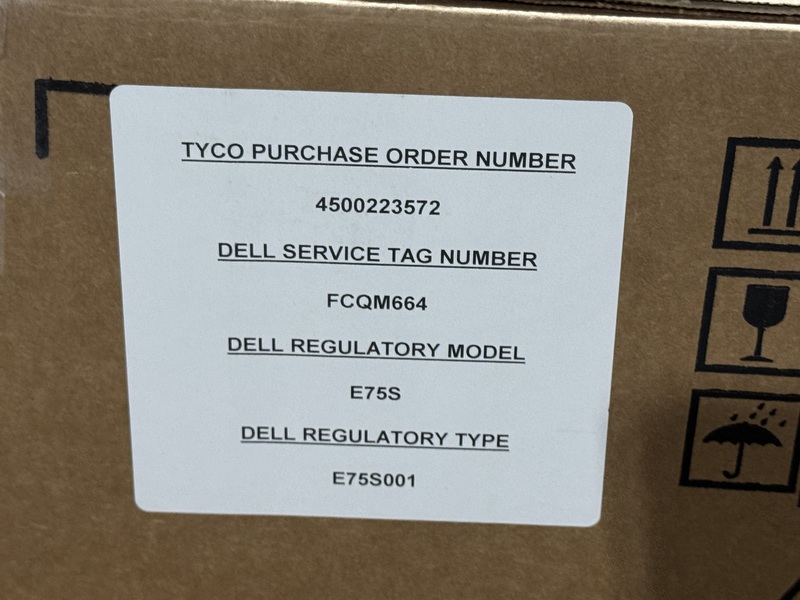 TYCO PURCHASE ORDER NUMBER
4500223572
DELL SERVICE TAG NUMBER
FCQM664
DELL REGULATORY MODEL
E75S
DELL REGULATORY TYPE
E75S001